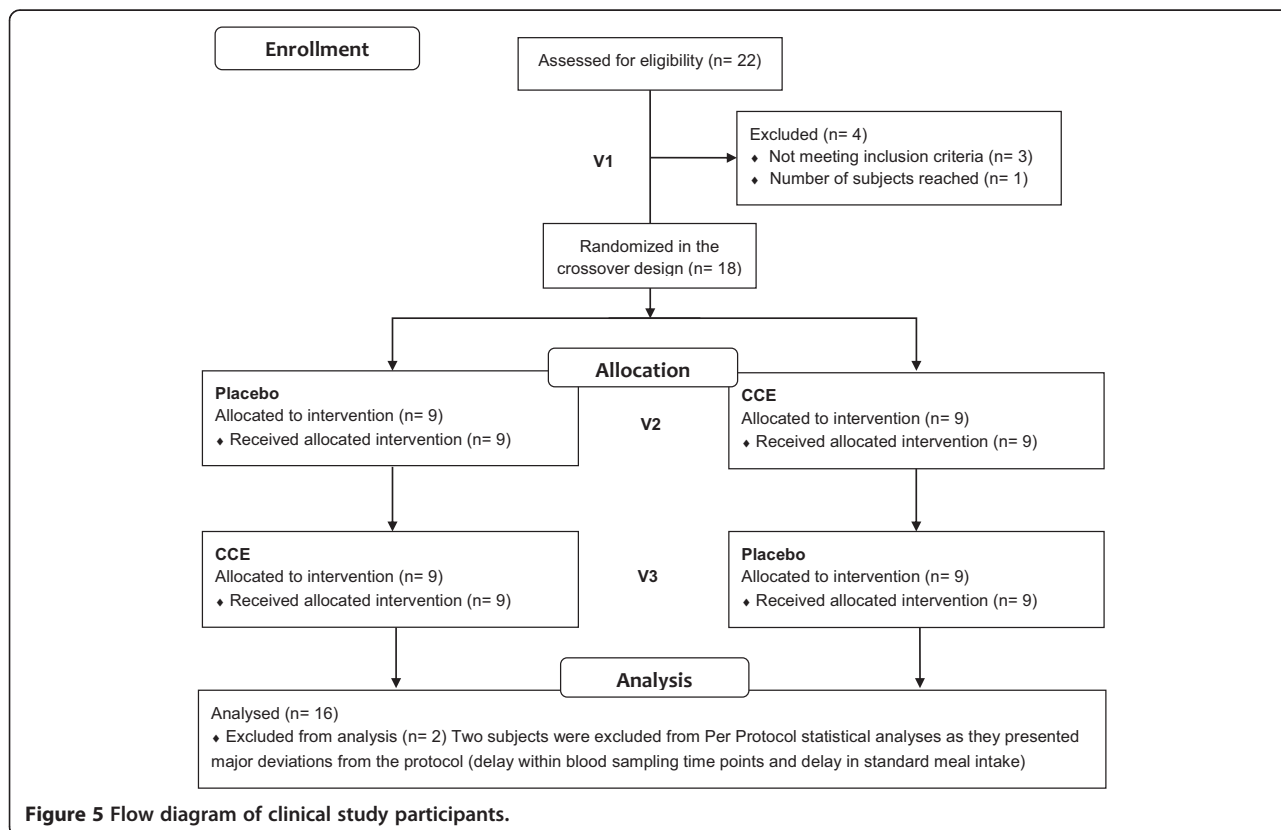 Enrollment
Assessed for eligibility (n= 22)
Excluded (n= 4)
♦ Not meeting inclusion criteria (n= 3)
♦ Number of subjects reached (n= 1)
V1
Randomized in the
crossover design (n= 18)
Allocation
Placebo
Allocated to intervention (n= 9)
♦ Received allocated intervention (n= 9)
V2
CCE
Allocated to intervention (n= 9)
♦ Received allocated intervention (n= 9)
CCE
Allocated to intervention (n= 9)
♦ Received allocated intervention (n= 9)
V3
Placebo
Allocated to intervention (n= 9)
♦ Received allocated intervention (n= 9)
Analysis
Analysed (n= 16)
♦ Excluded from analysis (n= 2) Two subjects were excluded from Per Protocol statistical analyses as they presented
major deviations from the protocol (delay within blood sampling time points and delay in standard meal intake)
Figure 5 Flow diagram of clinical study participants.